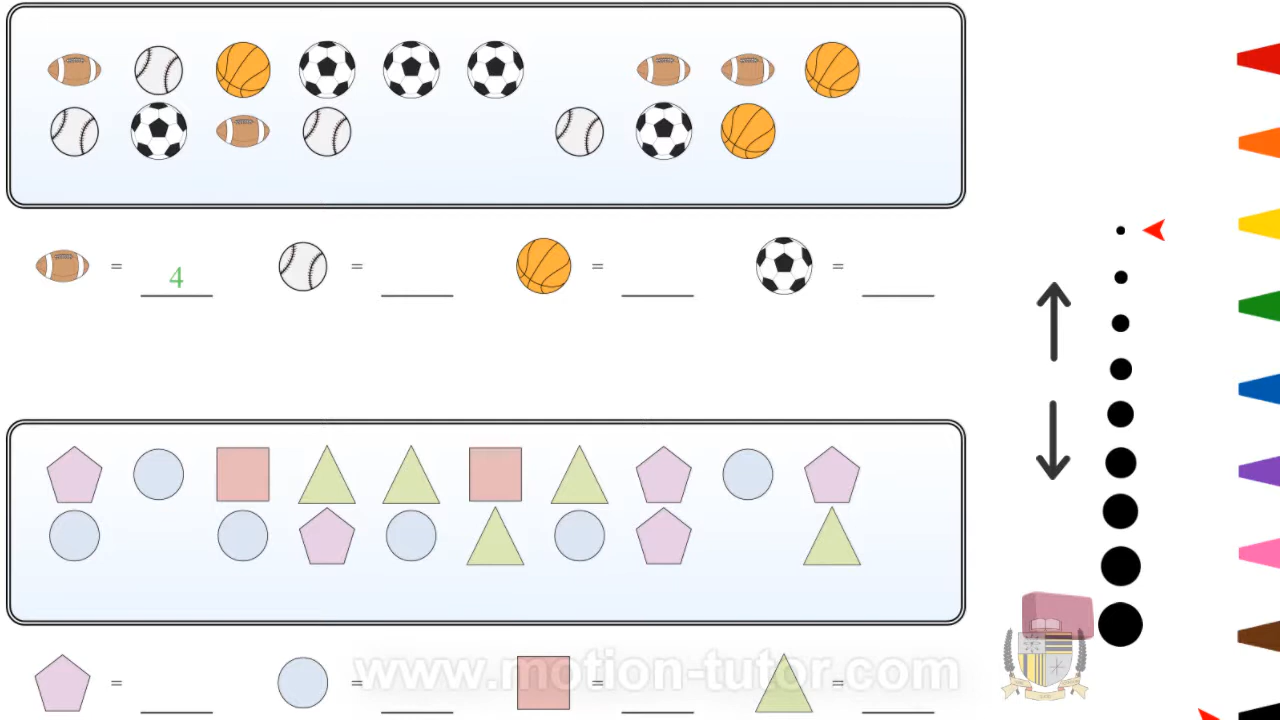 = 4 = = =
= = = =
www.motion-tutor.com